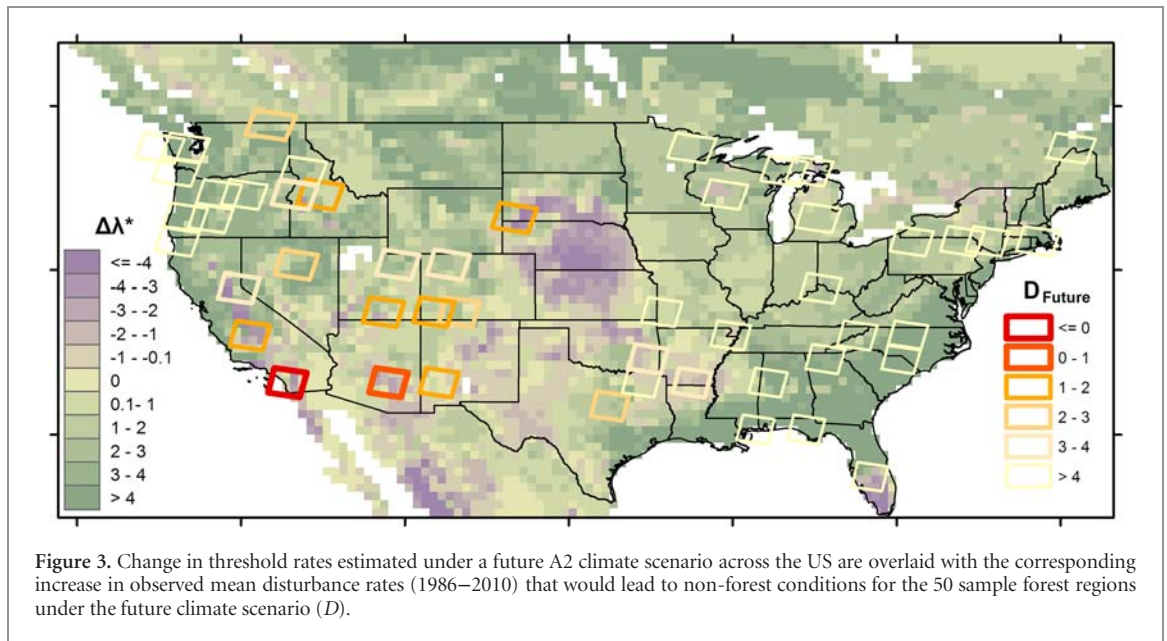 Δλ*
<= -4
-4 - -3
-3 - -2
-2 - -1
-1 - -0.1
0
0.1- 1
1 - 2
2 - 3
3 - 4
> 4
D Future
<= 0
0 - 1
1 - 2
2 - 3
3 - 4
> 4
Figure 3. Change in threshold rates estimated under a future A2 climate scenario across the US are overlaid with the corresponding
increase in observed mean disturbance rates (1986–2010) that would lead to non-forest conditions for the 50 sample forest regions
under the future climate scenario (D).